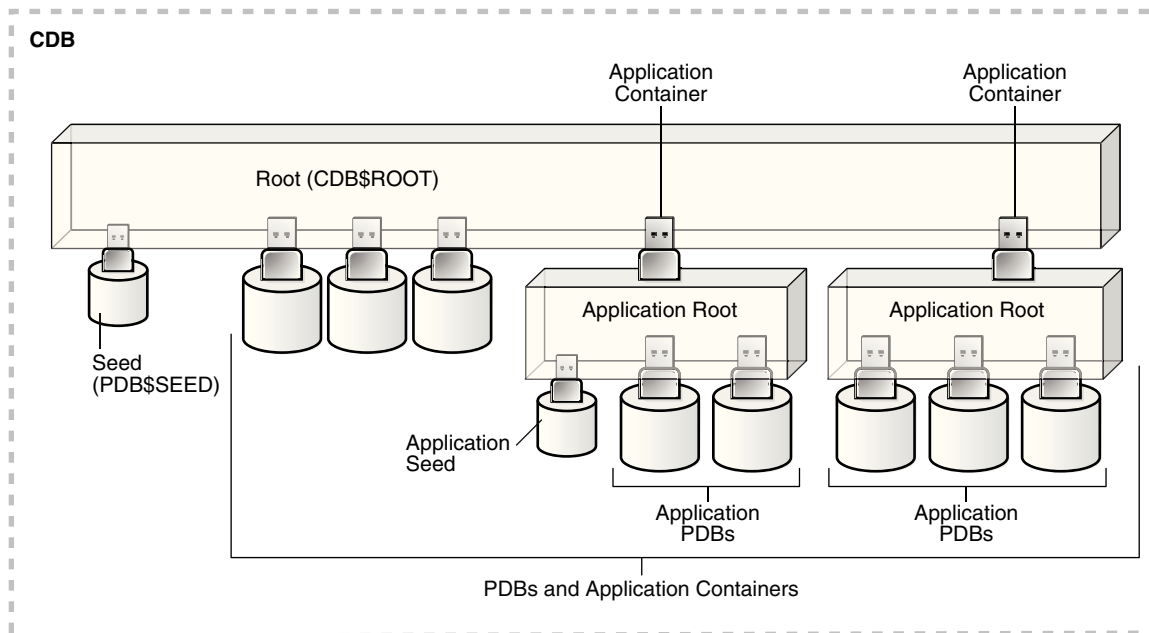 CDB
Application
Container
Application
Container
Root (CDB$ROOT)
Application Root
Application Root
Seed
(PDB$SEED)
Application
Seed
Application
PDBs
Application
PDBs
PDBs and Application Containers